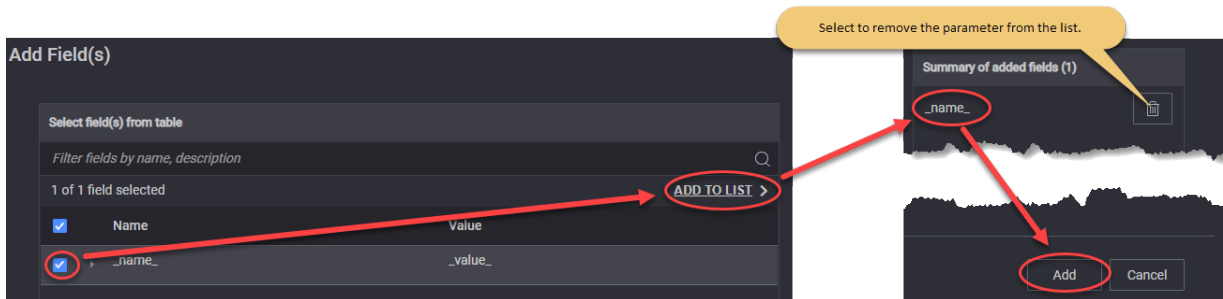 Select to remove the parameter from the list.
Add Field(s)
Select field(s) from table
Filter fields by name, description
1 of 1 field selected
ADD TO LIST >
Name Value
_name_ _value_
Summary of added fields (1)
_name_
Add Cancel